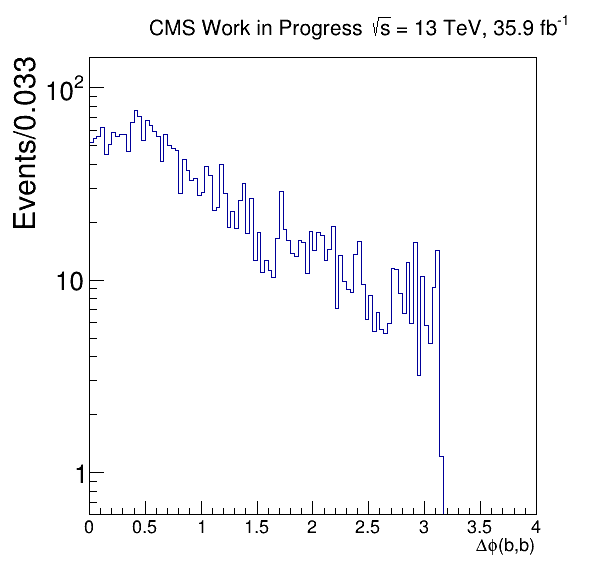 CMS Work in Progress √s = 13 TeV, 35.9 fb⁻¹
Events/0.033
10²
10
1
0 0.5 1 1.5 2 2.5 3 3.5 4
Δϕ(b,b)